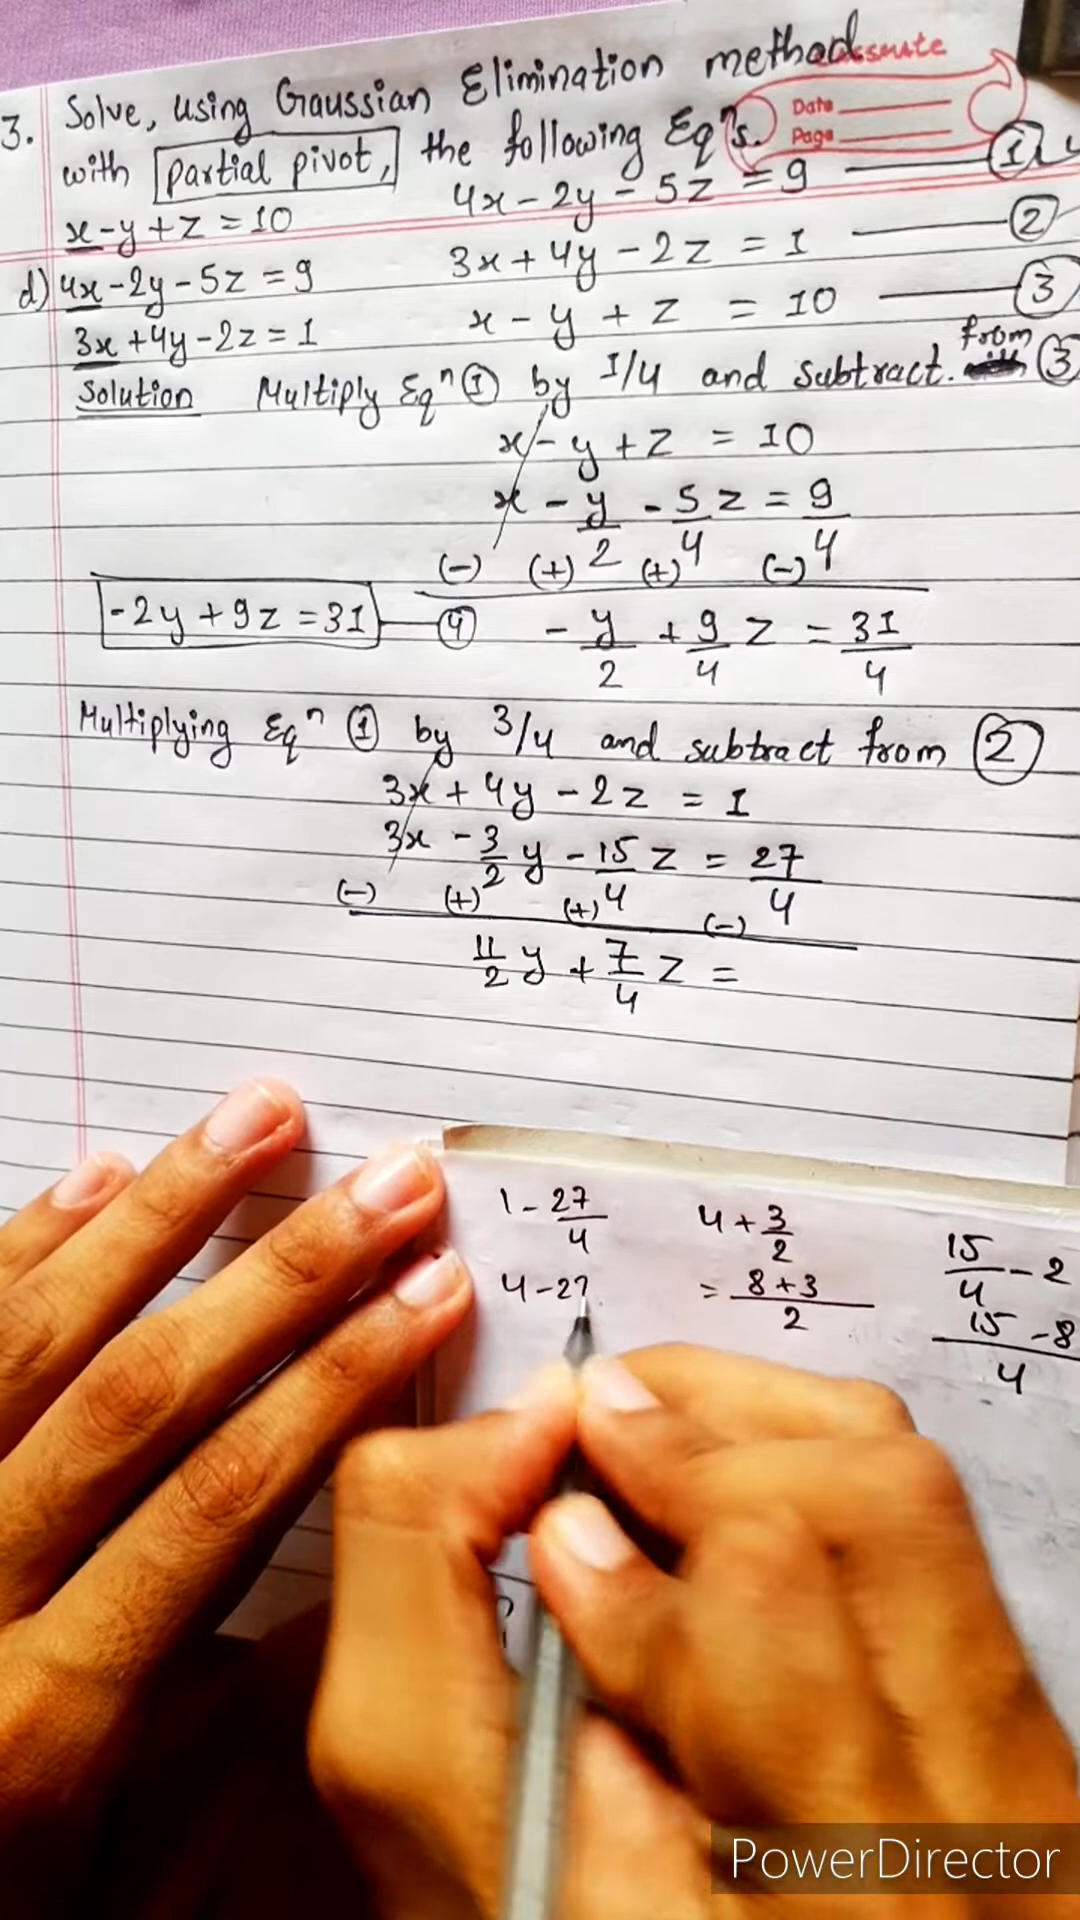 classmate
Date
Page
3. Solve, using Gaussian Elimination method
with partial pivot, the following Eqⁿs.
x-y+z=10
d) 4x-2y-5z=9
3x+4y-2z=1
4x-2y-5z=9 ①
3x+4y-2z=1 ②
x-y+z=10 ③
Solution Multiply Eqⁿ ① by 1/4 and subtract. from ③
x-y+z=10
x - y/2 - 5/4 z = 9/4
(-) (+) (+) (-)
-2y+9z=31 ④ - y/2 + 9/4 z = 31/4
Multiplying Eqⁿ ① by 3/4 and subtract from ②
3x+4y-2z=1
3x - 3/2 y - 15/4 z = 27/4
(-) (+) (+) (-)
11/2 y + 7/4 z =
1 - 27/4
4-27
4 + 3/2
= 8+3/2
15/4 - 2
15-8/4
PowerDirector